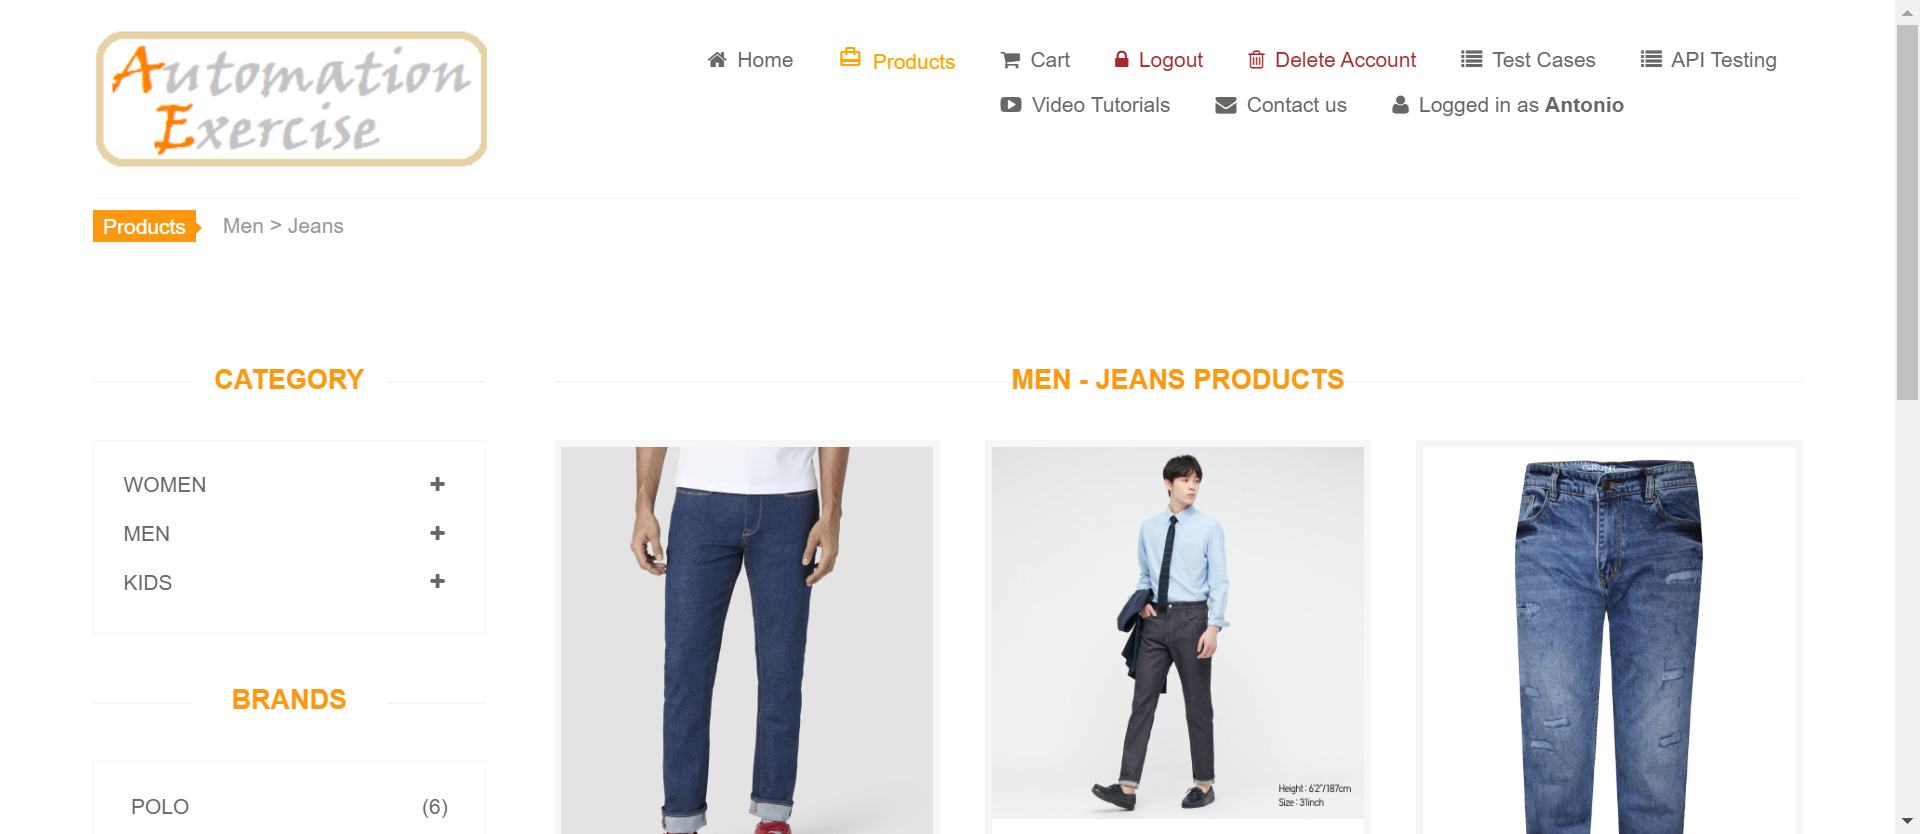 Automation
Exercise
Home
Products
Cart
Logout
Delete Account
Test Cases
API Testing
Video Tutorials
Contact us
Logged in as Antonio
Products
Men > Jeans
CATEGORY
MEN - JEANS PRODUCTS
WOMEN
MEN
KIDS
Height : 6'2"/187cm
Size : 31inch
BRANDS
POLO (6)